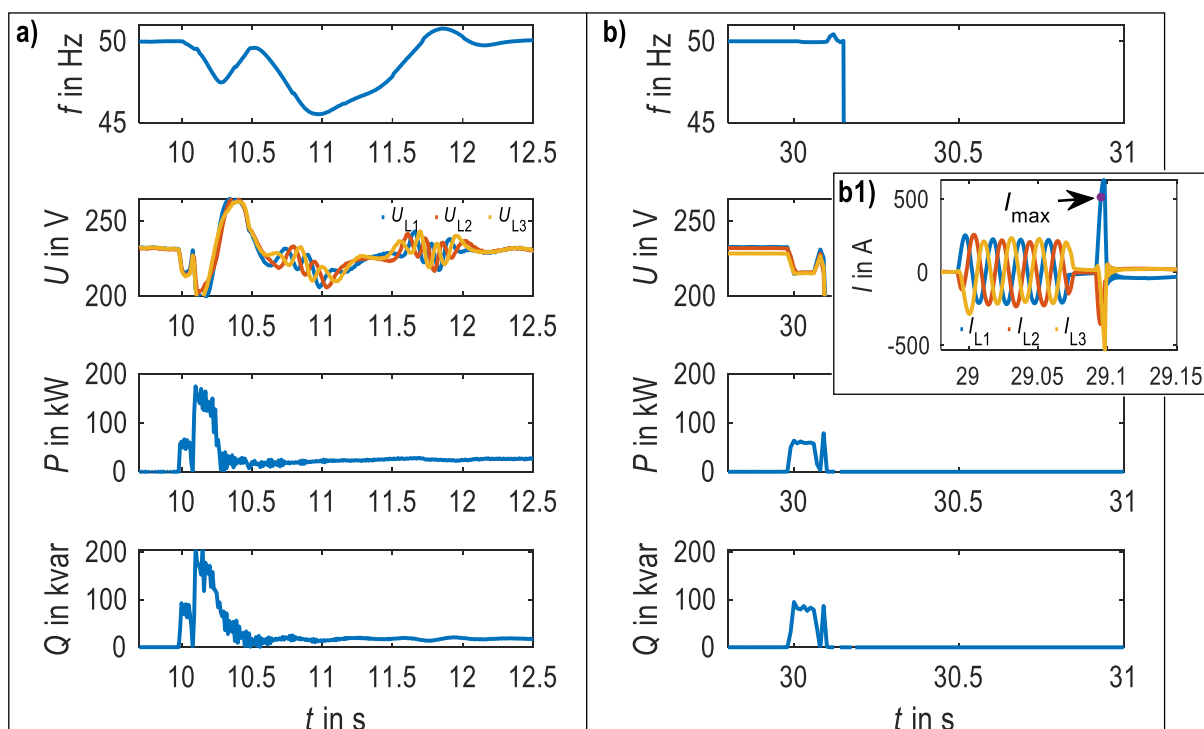 a)
f in Hz
50
45
10 10.5 11 11.5 12 12.5
U in V
250
200
U_L1 U_L2 U_L3
10 10.5 11 11.5 12 12.5
P in kW
200
100
0
10 10.5 11 11.5 12 12.5
Q in kvar
200
100
0
10 10.5 11 11.5 12 12.5
t in s
b)
f in Hz
50
45
30 30.5 31
U in V
250
200
30
b1)
I in A
500
0
-500
I_max
I_L1 I_L2 I_L3
29 29.05 29.1 29.15
P in kW
200
100
0
30 30.5 31
Q in kvar
200
100
0
30 30.5 31
t in s